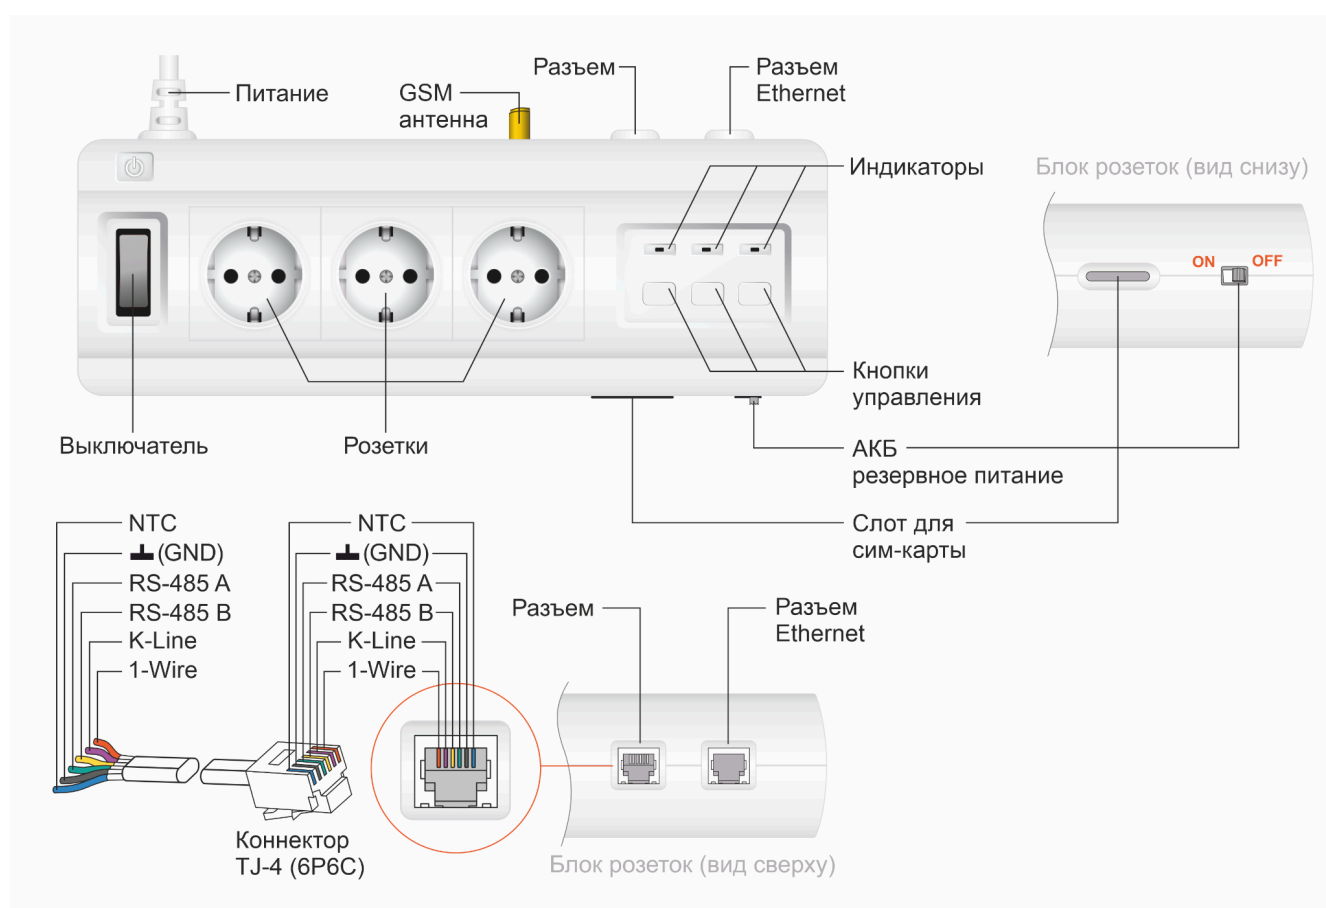 Питание
GSM
антенна
Разъем
Разъем
Ethernet
Индикаторы
Блок розеток (вид снизу)
ON
OFF
Кнопки
управления
Выключатель
Розетки
АКБ
резервное питание
Слот для
сим-карты
NTC
(GND)
RS-485 A
RS-485 B
K-Line
1-Wire
NTC
(GND)
RS-485 A
RS-485 B
K-Line
1-Wire
Разъем
Разъем
Ethernet
Коннектор
TJ-4 (6P6C)
Блок розеток (вид сверху)